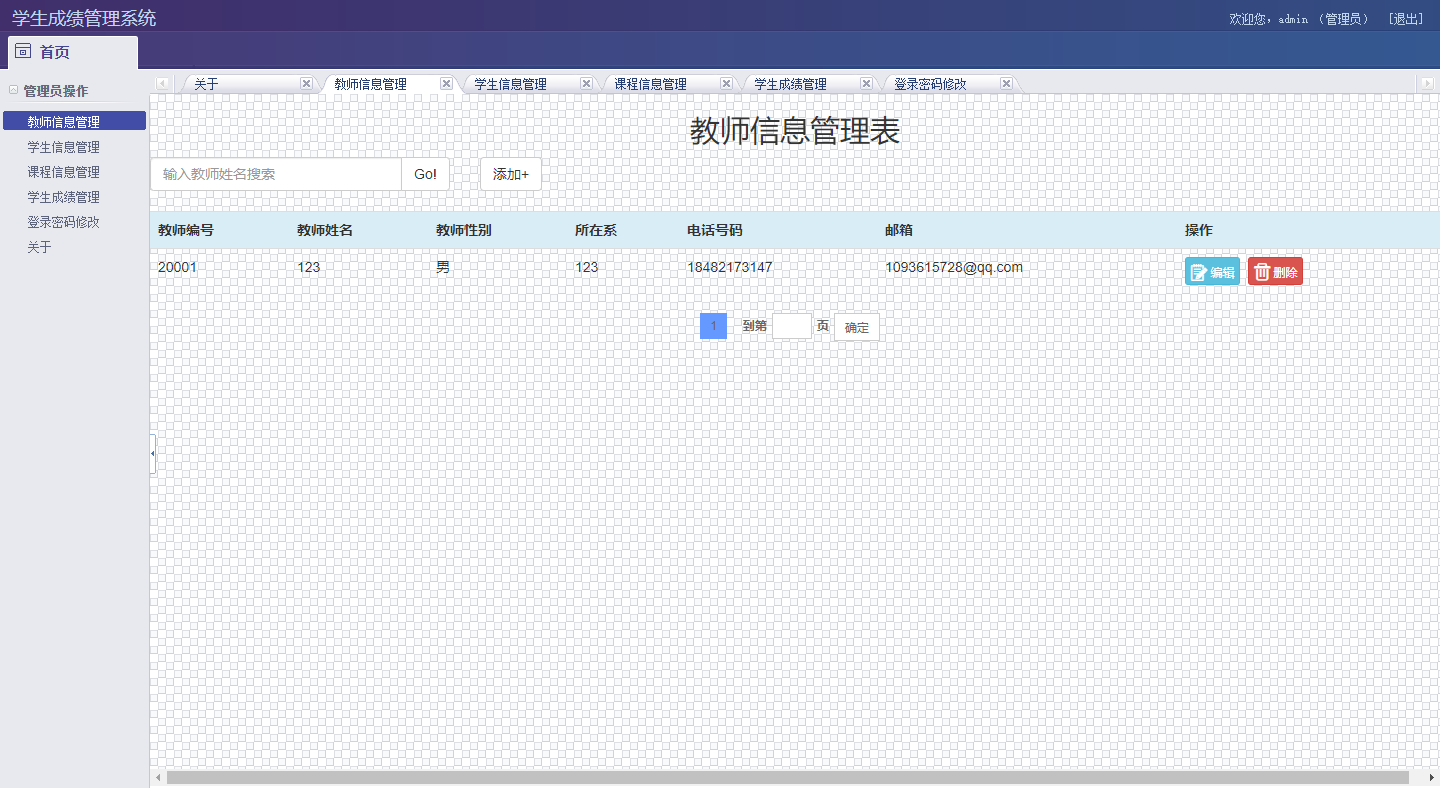 学生成绩管理系统
欢迎您，admin （管理员） [退出]
首页
管理员操作
教师信息管理
学生信息管理
课程信息管理
学生成绩管理
登录密码修改
关于
关于 教师信息管理 学生信息管理 课程信息管理 学生成绩管理 登录密码修改
教师信息管理表
输入教师姓名搜索 Go! 添加+
教师编号 教师姓名 教师性别 所在系 电话号码 邮箱 操作
20001 123 男 123 18482173147 1093615728@qq.com 编辑 删除
1 到第 页 确定